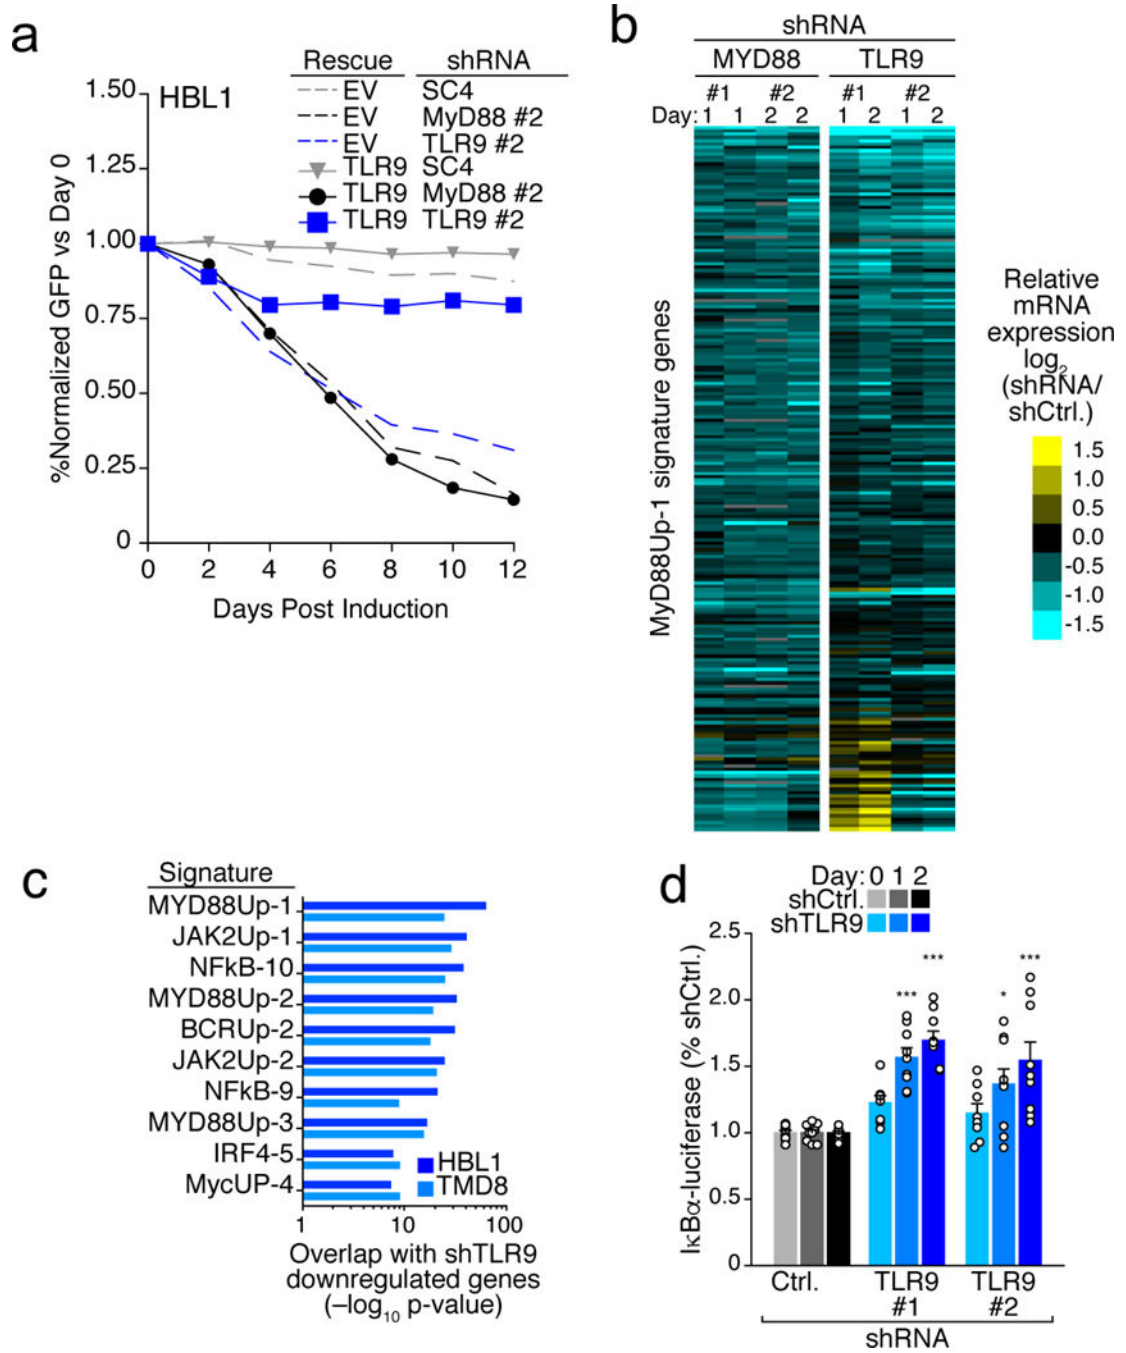 a
HBL1
Rescue shRNA
EV SC4
EV MyD88 #2
EV TLR9 #2
TLR9 SC4
TLR9 MyD88 #2
TLR9 TLR9 #2
%Normalized GFP vs Day 0
1.50
1.25
1.00
0.75
0.50
0.25
0
0 2 4 6 8 10 12
Days Post Induction
b
shRNA
MYD88 TLR9
#1 #2 #1 #2
Day: 1 1 2 2 1 2 1 2
MyD88Up-1 signature genes
Relative
mRNA
expression
log2
(shRNA/
shCtrl.)
1.5
1.0
0.5
0.0
-0.5
-1.0
-1.5
c
Signature
MYD88Up-1
JAK2Up-1
NFkB-10
MYD88Up-2
BCRUp-2
JAK2Up-2
NFkB-9
MYD88Up-3
IRF4-5
MycUP-4
HBL1
TMD8
1 10 100
Overlap with shTLR9
downregulated genes
(–log10 p-value)
d
Day: 0 1 2
shCtrl.
shTLR9
IκBα-luciferase (% shCtrl.)
2.5
2.0
1.5
1.0
0.5
0
*** *** * ***
Ctrl. TLR9 TLR9
#1 #2
shRNA